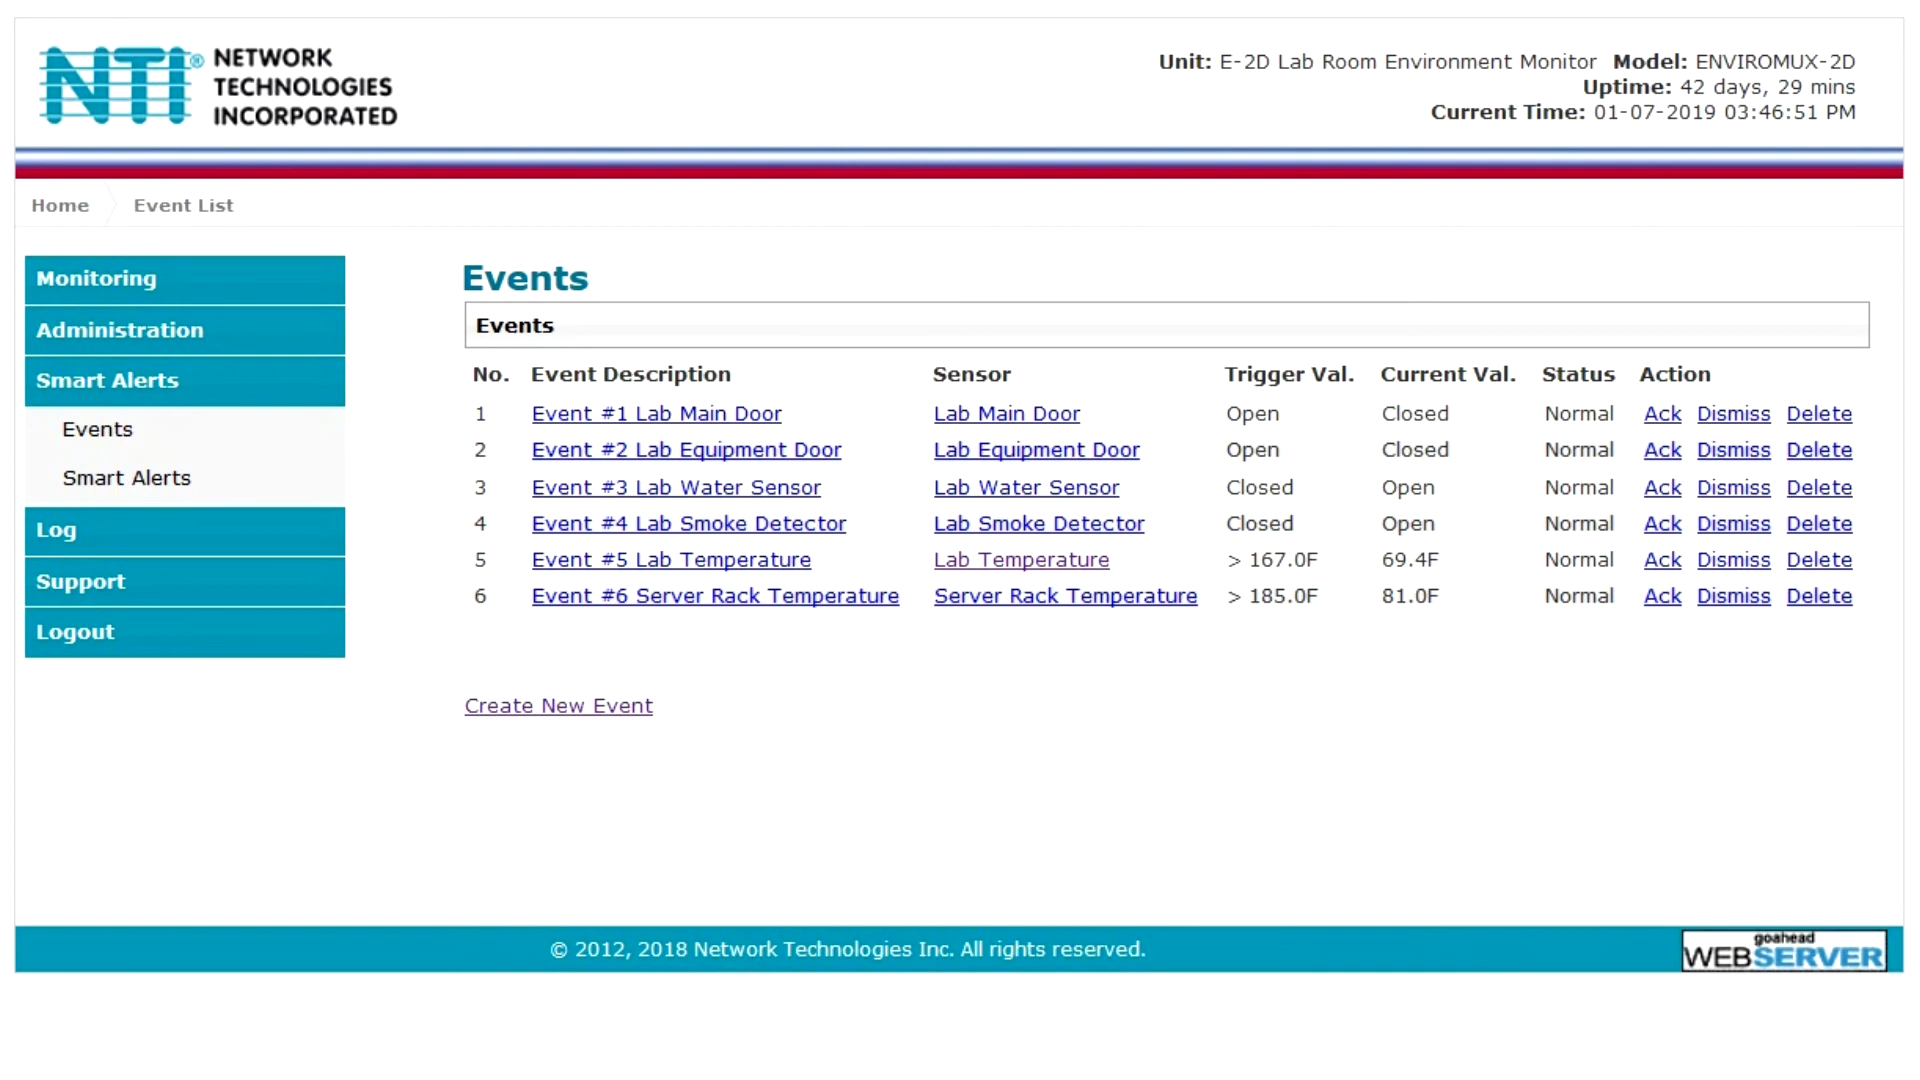 NTI® NETWORK
TECHNOLOGIES
INCORPORATED
Unit: E-2D Lab Room Environment Monitor Model: ENVIROMUX-2D
Uptime: 42 days, 29 mins
Current Time: 01-07-2019 03:46:51 PM
Home Event List
Monitoring
Administration
Smart Alerts
Events
Smart Alerts
Log
Support
Logout
Events
Events
No. Event Description Sensor Trigger Val. Current Val. Status Action
1 Event #1 Lab Main Door Lab Main Door Open Closed Normal Ack Dismiss Delete
2 Event #2 Lab Equipment Door Lab Equipment Door Open Closed Normal Ack Dismiss Delete
3 Event #3 Lab Water Sensor Lab Water Sensor Closed Open Normal Ack Dismiss Delete
4 Event #4 Lab Smoke Detector Lab Smoke Detector Closed Open Normal Ack Dismiss Delete
5 Event #5 Lab Temperature Lab Temperature > 167.0F 69.4F Normal Ack Dismiss Delete
6 Event #6 Server Rack Temperature Server Rack Temperature > 185.0F 81.0F Normal Ack Dismiss Delete
Create New Event
© 2012, 2018 Network Technologies Inc. All rights reserved.
goahead
WEBSERVER